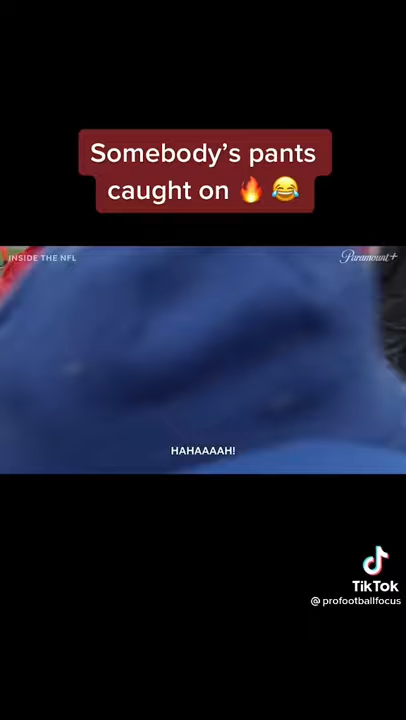 Somebody's pants
caught on 🔥 😂
INSIDE THE NFL
Paramount+
HAHAAAAH!
TikTok
@ profootballfocus